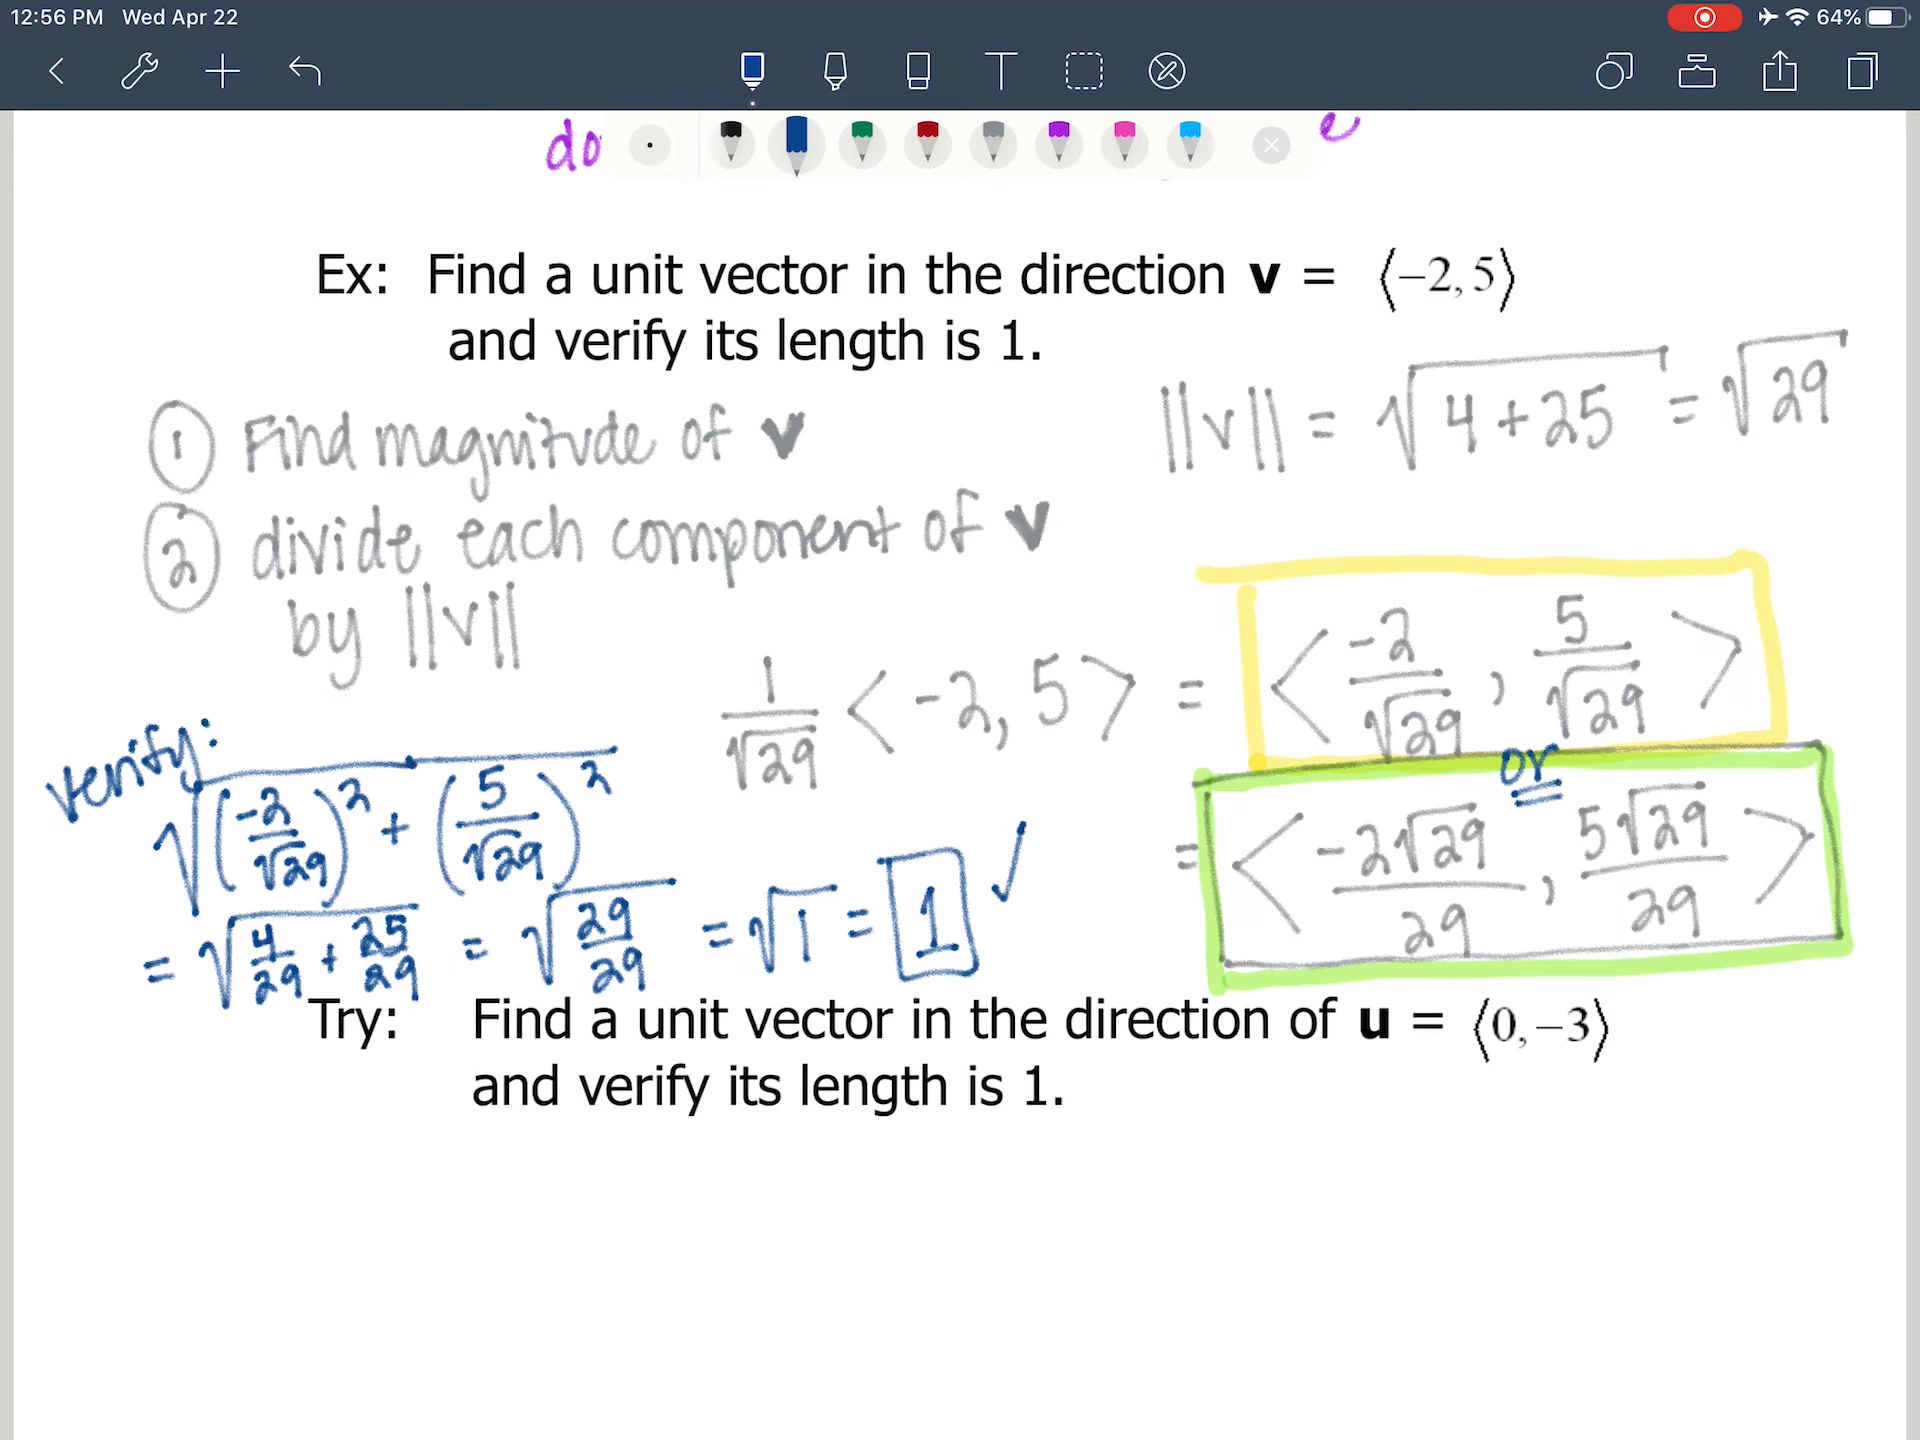 12:56 PM Wed Apr 22 64%
T
do e
Ex: Find a unit vector in the direction v = ⟨−2, 5⟩
and verify its length is 1.
① Find magnitude of v
||v|| = √(4+25) = √29
② divide each component of v
by ||v||
1/√29 < -2, 5 > = < -2/√29 , 5/√29 >
or
= < -2√29/29 , 5√29/29 >
verify:
√((-2/√29)² + (5/√29)²)
= √(4/29 + 25/29) = √(29/29) = √1 = 1 ✓
Try: Find a unit vector in the direction of u = ⟨0, −3⟩
and verify its length is 1.